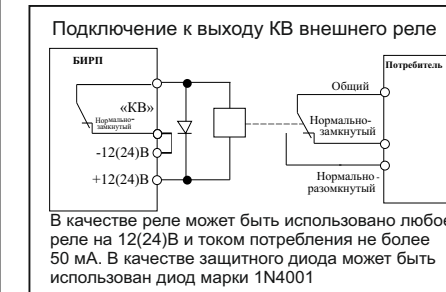 Подключение к выходу КВ внешнего реле
БИРП
Потребитель
Общий
«КВ»
Нормально-
замкнутый
Нормально-
замкнутый
-12(24)В
+12(24)В
Нормально -
разомкнутый
В качестве реле может быть использовано любое
реле на 12(24)В и током потребления не более
50 мА. В качестве защитного диода может быть
использован диод марки 1N4001